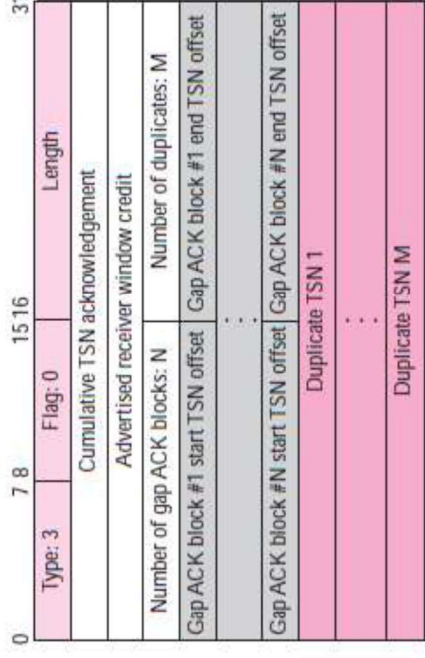 0 7 8 15 16 3
Type: 3 Flag: 0 Length
Cumulative TSN acknowledgement
Advertised receiver window credit
Number of gap ACK blocks: N Number of duplicates: M
Gap ACK block #1 start TSN offset Gap ACK block #1 end TSN offset
⋮
Gap ACK block #N start TSN offset Gap ACK block #N end TSN offset
Duplicate TSN 1
⋮
Duplicate TSN M